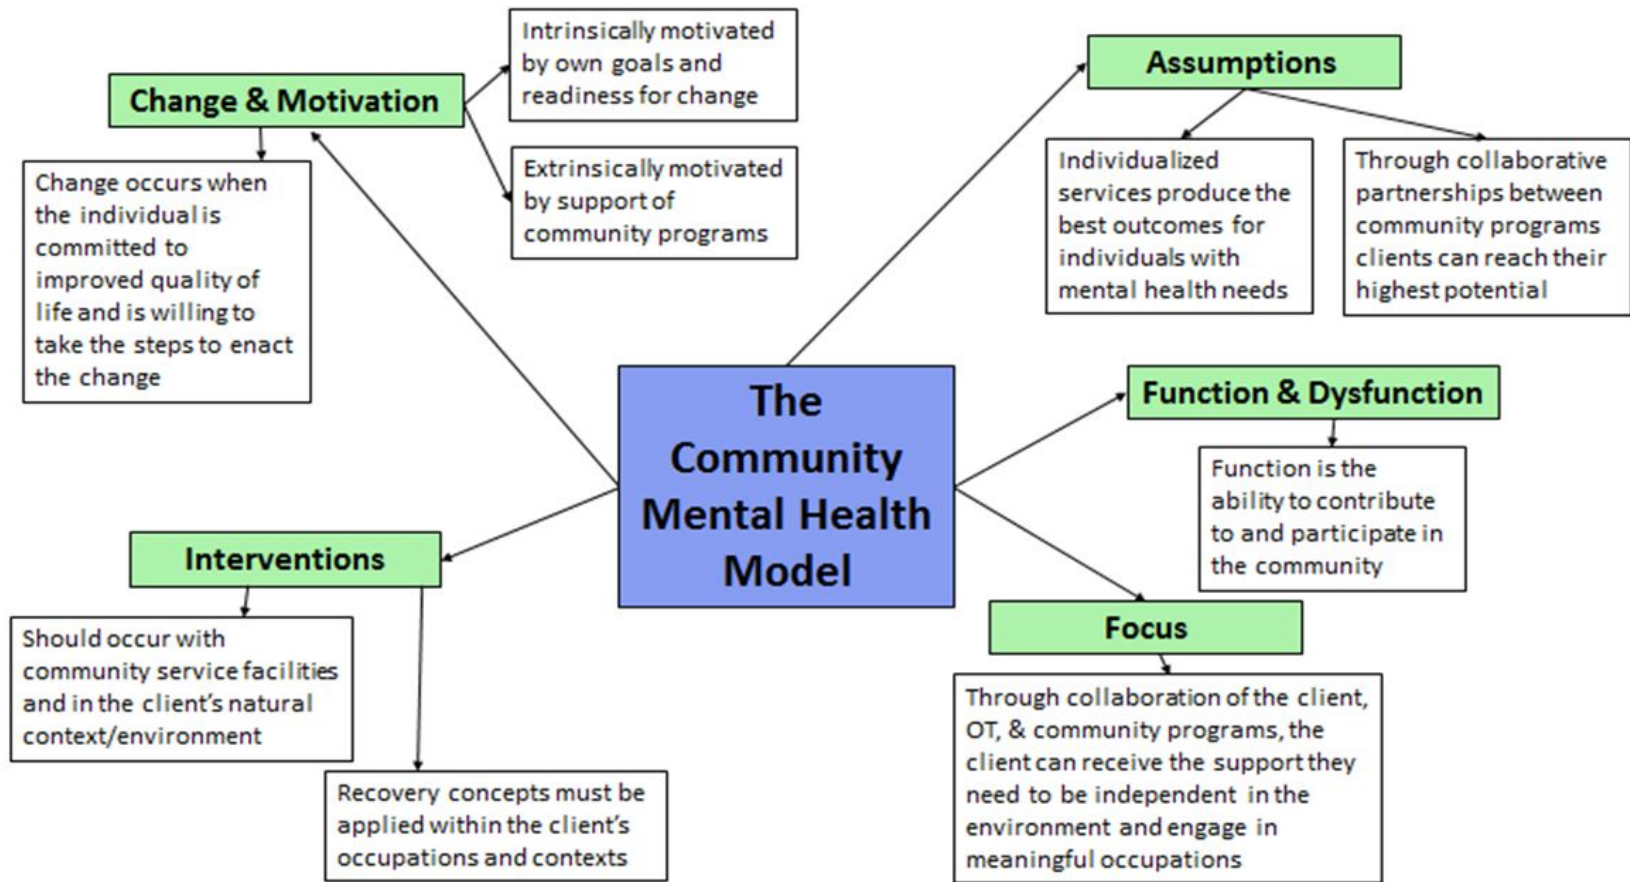 Change & Motivation
Intrinsically motivated
by own goals and
readiness for change
Extrinsically motivated
by support of
community programs
Change occurs when
the individual is
committed to
improved quality of
life and is willing to
take the steps to enact
the change
Assumptions
Individualized
services produce the
best outcomes for
individuals with
mental health needs
Through collaborative
partnerships between
community programs
clients can reach their
highest potential
The
Community
Mental Health
Model
Function & Dysfunction
Function is the
ability to contribute
to and participate in
the community
Interventions
Should occur with
community service facilities
and in the client’s natural
context/environment
Recovery concepts must be
applied within the client’s
occupations and contexts
Focus
Through collaboration of the client,
OT, & community programs, the
client can receive the support they
need to be independent in the
environment and engage in
meaningful occupations